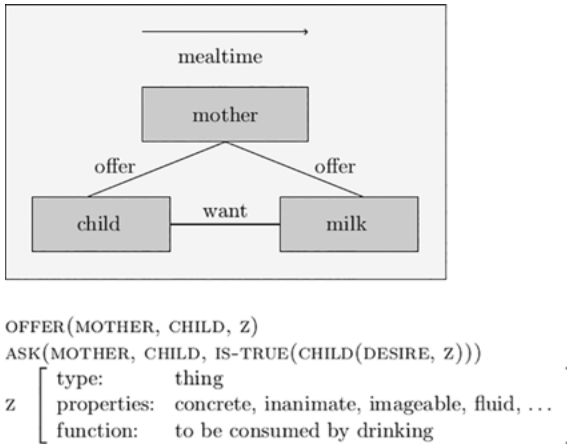 mealtime
mother
offer offer
want
child milk
OFFER(MOTHER, CHILD, Z)
ASK(MOTHER, CHILD, IS-TRUE(CHILD(DESIRE, Z)))
type: thing
Z properties: concrete, inanimate, imageable, fluid, ...
function: to be consumed by drinking